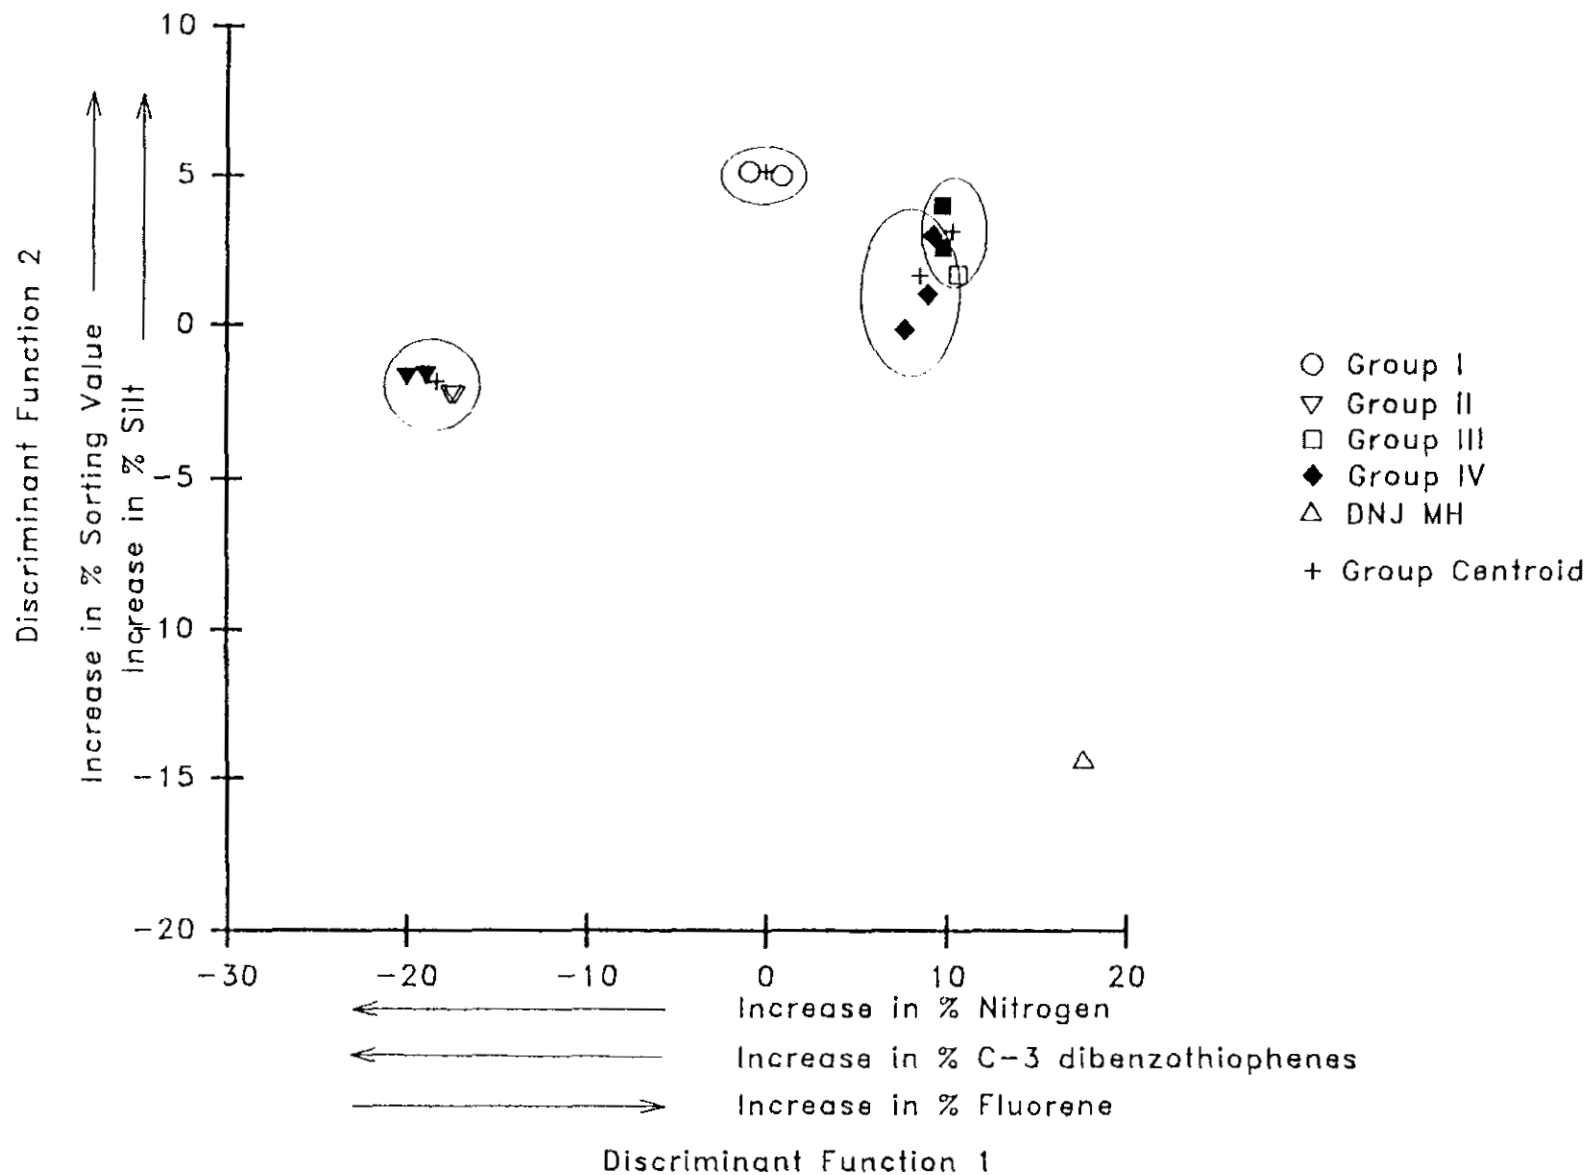 10
5
0
-5
-10
-15
-20
-30
-20
-10
0
10
20
Discriminant Function 2
Increase in % Sorting Value
Increase in % Silt
Group I
Group II
Group III
Group IV
DNJ MH
+ Group Centroid
Increase in % Nitrogen
Increase in % C-3 dibenzothiophenes
Increase in % Fluorene
Discriminant Function 1